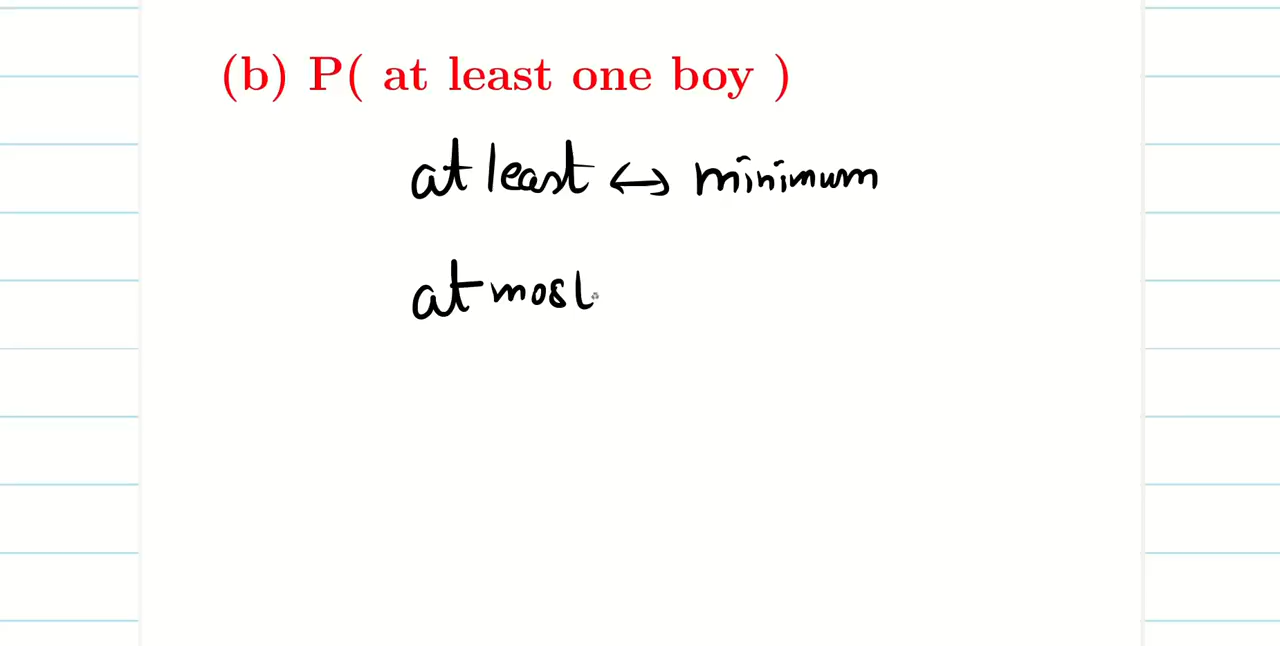 (b) P( at least one boy )
at least ↔ minimum
at most